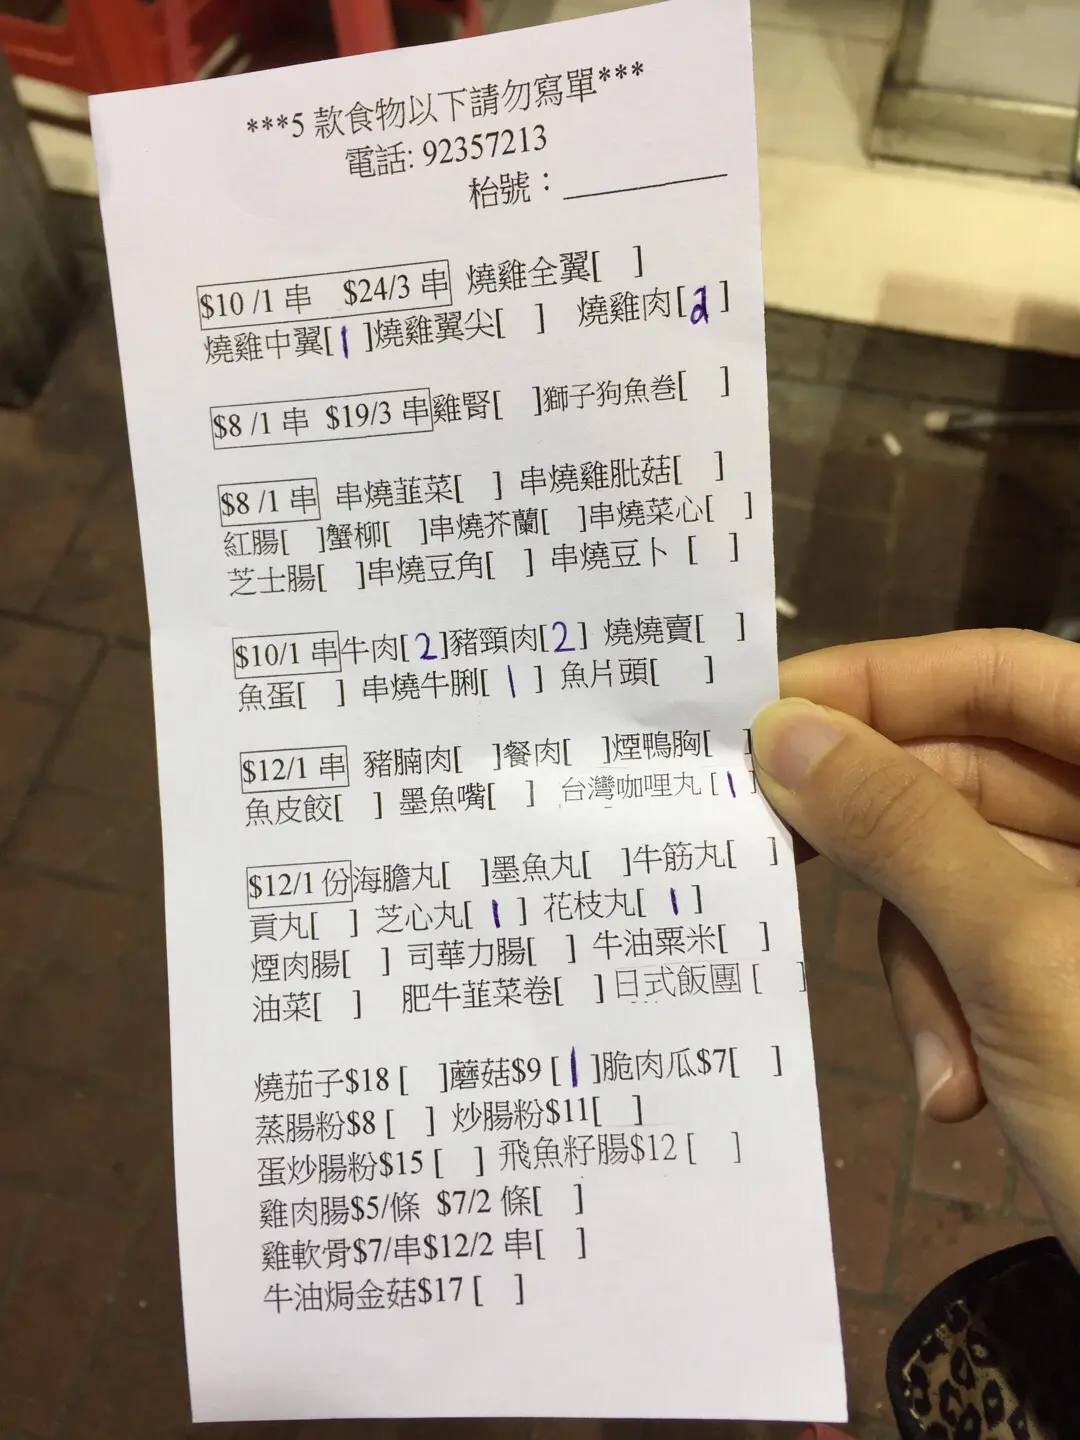 ***5 款食物以下請勿寫單***
電話: 92357213
枱號：__________
$10 /1 串 $24/3 串 燒雞全翼[ ]
燒雞中翼[1]燒雞翼尖[ ] 燒雞肉[2]
$8 /1 串 $19/3 串雞腎[ ]獅子狗魚巻[ ]
$8 /1 串 串燒韮菜[ ] 串燒雞肶菇[ ]
紅腸[ ]蟹柳[ ]串燒芥蘭[ ]串燒菜心[ ]
芝士腸[ ]串燒豆角[ ] 串燒豆卜 [ ]
$10/1 串牛肉[2]豬頸肉[2] 燒燒賣[ ]
魚蛋[ ] 串燒牛脷[1] 魚片頭[ ]
$12/1 串 豬腩肉[ ]餐肉[ ]煙鴨胸[ ]
魚皮餃[ ] 墨魚嘴[ ] 台灣咖哩丸 [1]
$12/1 份海膽丸[ ]墨魚丸[ ]牛筋丸[ ]
貢丸[ ] 芝心丸[1] 花枝丸[1]
煙肉腸[ ] 司華力腸[ ] 牛油粟米[ ]
油菜[ ] 肥牛韮菜卷[ ]日式飯團 [ ]
燒茄子$18 [ ]蘑菇$9 [1]脆肉瓜$7[ ]
蒸腸粉$8 [ ] 炒腸粉$11[ ]
蛋炒腸粉$15 [ ] 飛魚籽腸$12 [ ]
雞肉腸$5/條 $7/2 條[ ]
雞軟骨$7/串$12/2 串[ ]
牛油焗金菇$17 [ ]